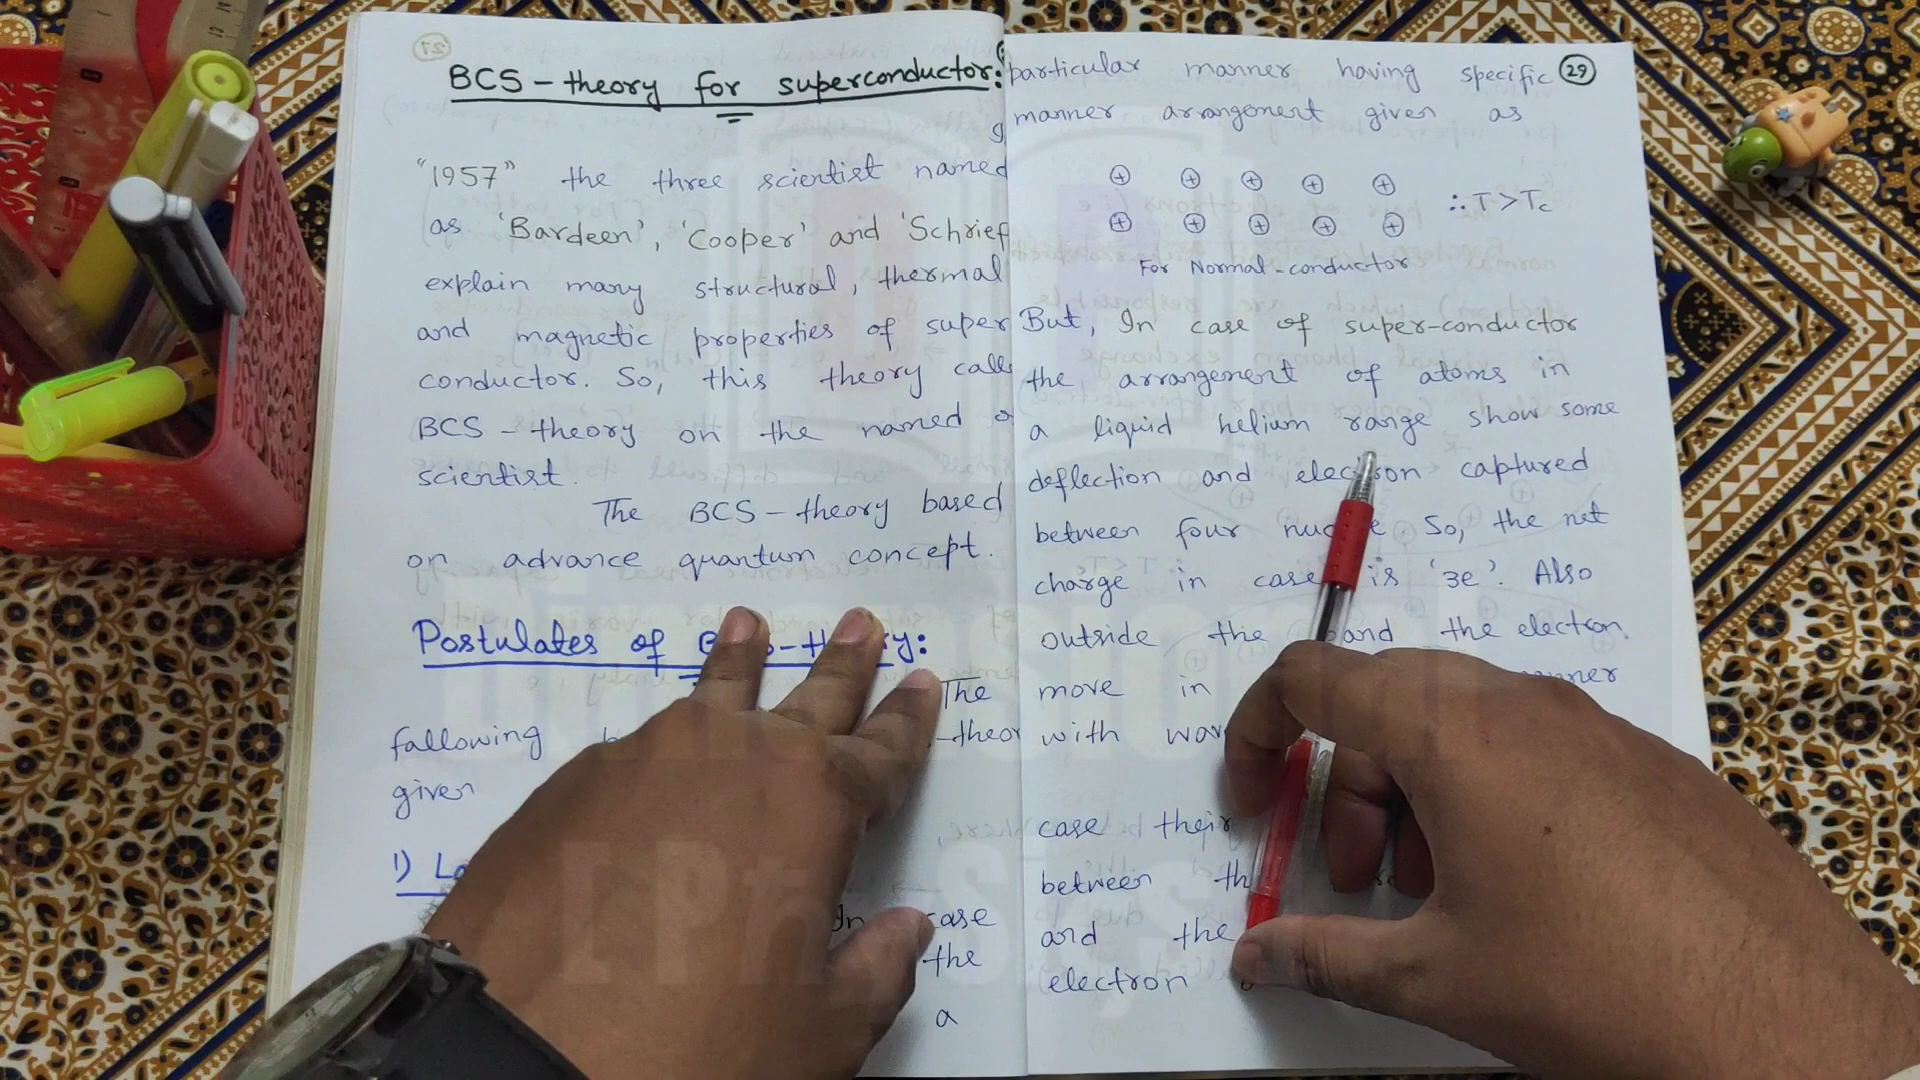 BCS-theory for superconductor:
"1957" the three scientist named
as 'Bardeen', 'Cooper' and 'Schrief
explain many structural, thermal
and magnetic properties of super
conductor. So, this theory calle
BCS-theory on the named o
scientist.
The BCS-theory based
on advance quantum concept.
Postulates of
The
fallowing
given
1)
case
the
a
29
particular manner having specific
manner arrangement given as
⊕ ⊕ ⊕ ⊕ ⊕
∴ T > Tc
⊕ ⊕ ⊕ ⊕ ⊕
For Normal-conductor
But, In case of super-conductor
the arrangement of atoms in
a liquid helium range show some
deflection and electron captured
between four So, the net
charge in case is '3e'. Also
outside the band the electron
move in
with
case their
between
and the
electron
Dimensional
Physics